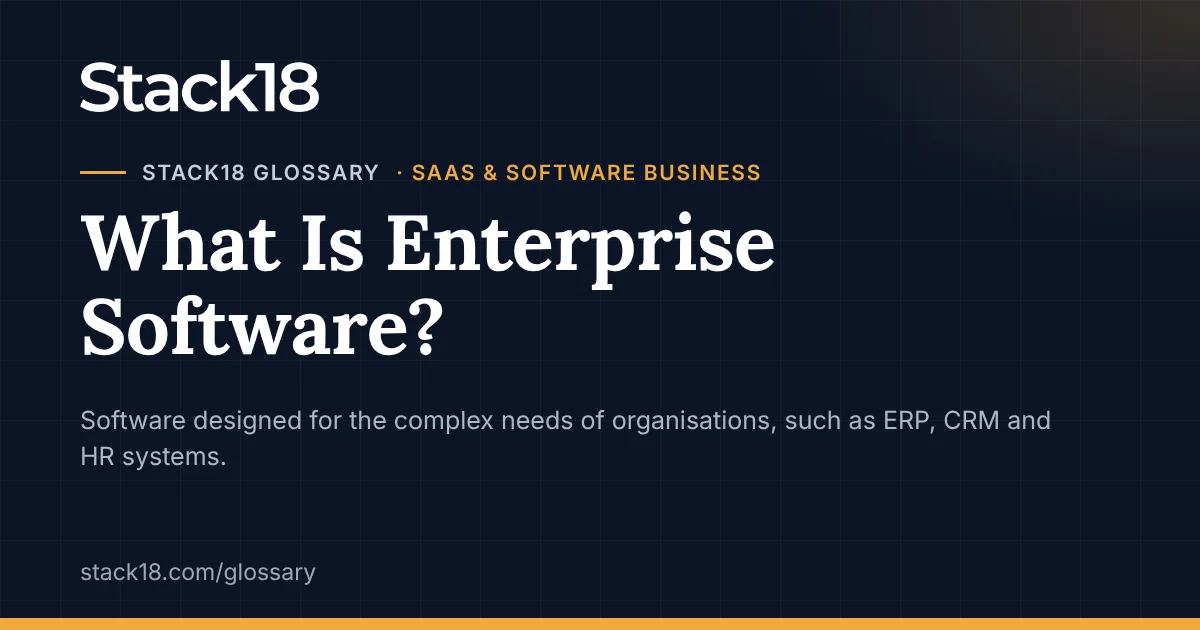 Stack18
STACK18 GLOSSARY · SAAS & SOFTWARE BUSINESS
What Is Enterprise
Software?
Software designed for the complex needs of organisations, such as ERP, CRM and
HR systems.
stack18.com/glossary